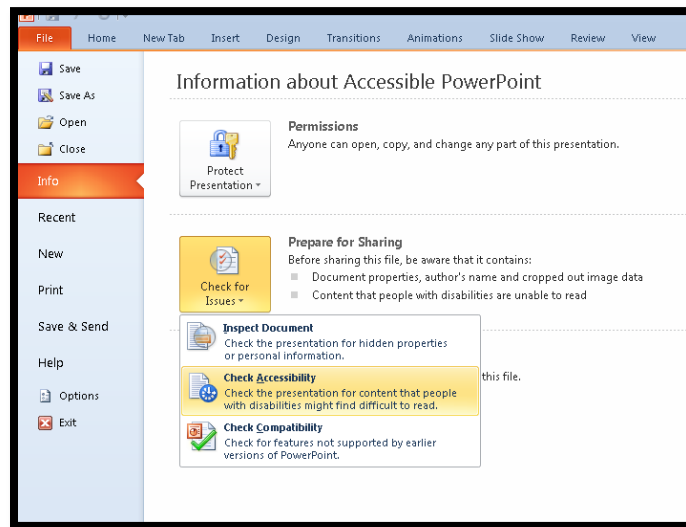 File Home New Tab Insert Design Transitions Animations Slide Show Review View
Save
Save As
Open
Close
Info
Recent
New
Print
Save & Send
Help
Options
Exit
Information about Accessible PowerPoint
Protect
Presentation
Permissions
Anyone can open, copy, and change any part of this presentation.
Check for
Issues
Prepare for Sharing
Before sharing this file, be aware that it contains:
Document properties, author's name and cropped out image data
Content that people with disabilities are unable to read
Inspect Document
Check the presentation for hidden properties
or personal information.
Check Accessibility
Check the presentation for content that people
with disabilities might find difficult to read.
Check Compatibility
Check for features not supported by earlier
versions of PowerPoint.
this file.